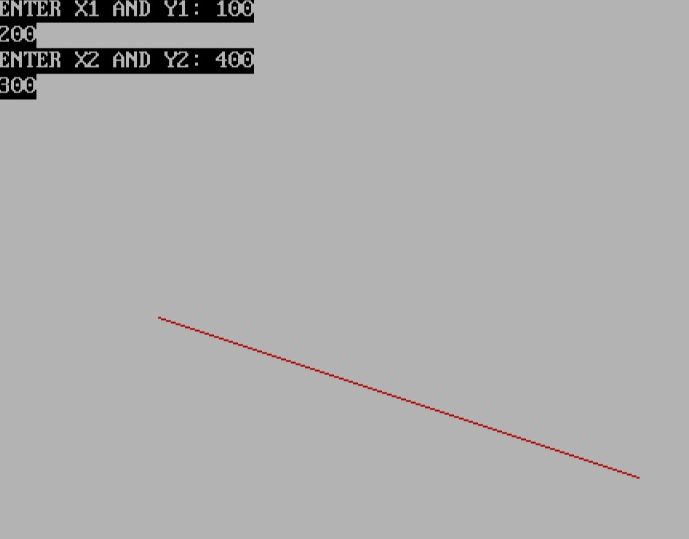 ENTER X1 AND Y1: 100
200
ENTER X2 AND Y2: 400
300